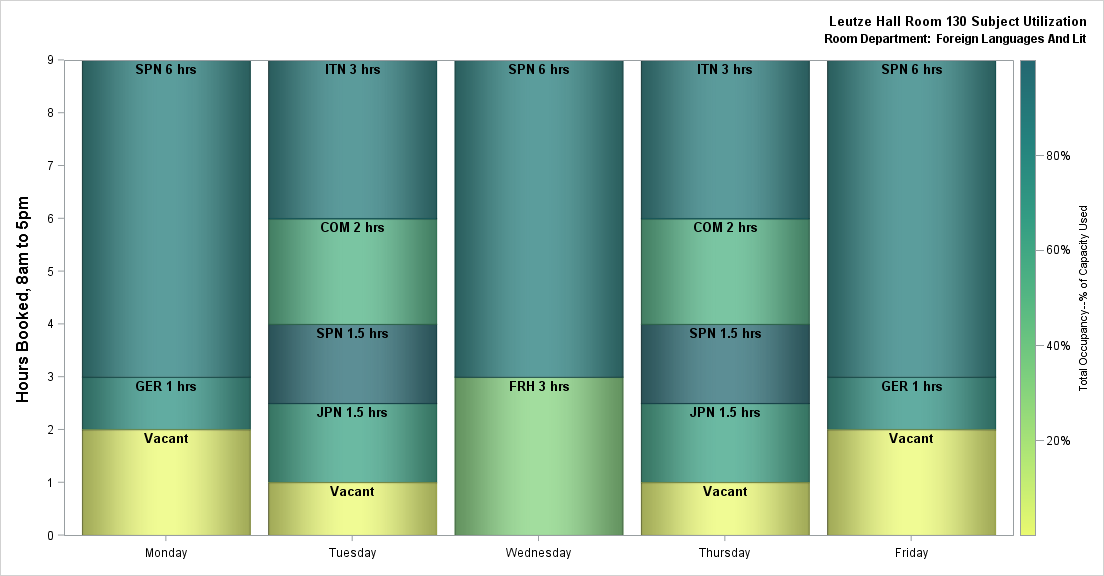 Leutze Hall Room 130 Subject Utilization
Room Department: Foreign Languages And Lit
Hours Booked, 8am to 5pm
9
8
7
6
5
4
3
2
1
0
SPN 6 hrs
GER 1 hrs
Vacant
Monday
ITN 3 hrs
COM 2 hrs
SPN 1.5 hrs
JPN 1.5 hrs
Vacant
Tuesday
SPN 6 hrs
FRH 3 hrs
Wednesday
ITN 3 hrs
COM 2 hrs
SPN 1.5 hrs
JPN 1.5 hrs
Vacant
Thursday
SPN 6 hrs
GER 1 hrs
Vacant
Friday
80%
60%
40%
20%
Total Occupancy--% of Capacity Used